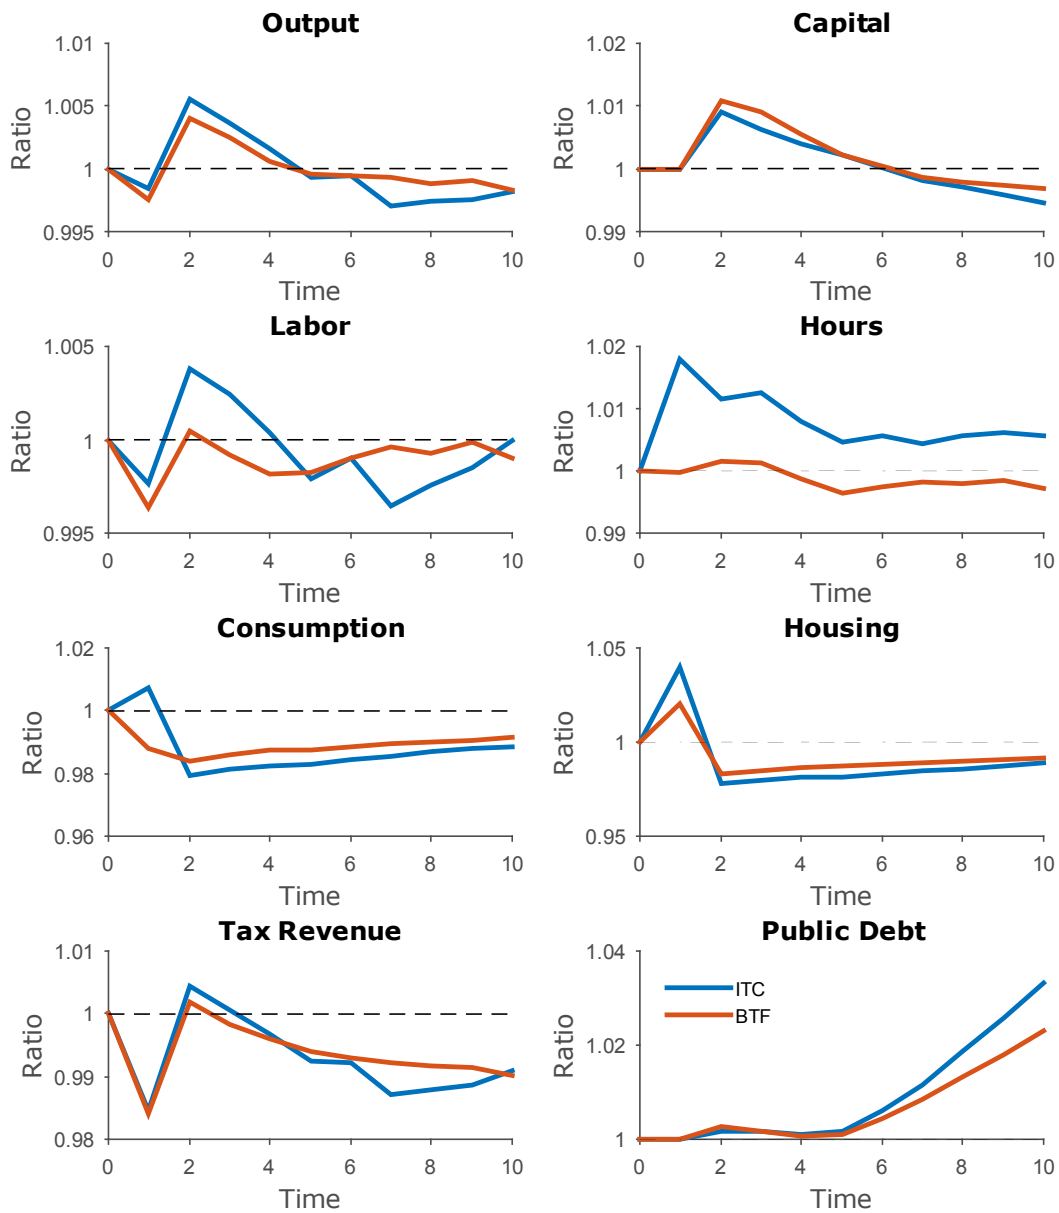 Output
1.01
1.005
1
0.995
Ratio
0 2 4 6 8 10
Time
Capital
1.02
1.01
1
0.99
Ratio
0 2 4 6 8 10
Time
Labor
1.005
1
0.995
Ratio
0 2 4 6 8 10
Time
Hours
1.02
1.01
1
0.99
Ratio
0 2 4 6 8 10
Time
Consumption
1.02
1
0.98
0.96
Ratio
0 2 4 6 8 10
Time
Housing
1.05
1
0.95
Ratio
0 2 4 6 8 10
Time
Tax Revenue
1.01
1
0.99
0.98
Ratio
0 2 4 6 8 10
Time
Public Debt
1.04
1.02
1
Ratio
ITC
BTF
0 2 4 6 8 10
Time